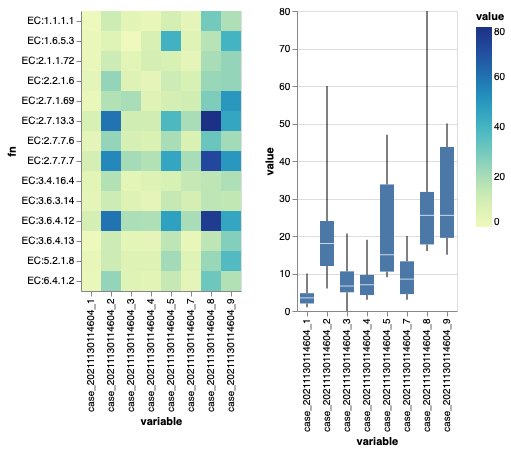 fn
EC:1.1.1.1
EC:1.6.5.3
EC:2.1.1.72
EC:2.2.1.6
EC:2.7.1.69
EC:2.7.13.3
EC:2.7.7.6
EC:2.7.7.7
EC:3.4.16.4
EC:3.6.3.14
EC:3.6.4.12
EC:3.6.4.13
EC:5.2.1.8
EC:6.4.1.2
case_20211130114604_1
case_20211130114604_2
case_20211130114604_3
case_20211130114604_4
case_20211130114604_5
case_20211130114604_7
case_20211130114604_8
case_20211130114604_9
variable
value
80
70
60
50
40
30
20
10
0
case_20211130114604_1
case_20211130114604_2
case_20211130114604_3
case_20211130114604_4
case_20211130114604_5
case_20211130114604_7
case_20211130114604_8
case_20211130114604_9
variable
value
80
60
40
20